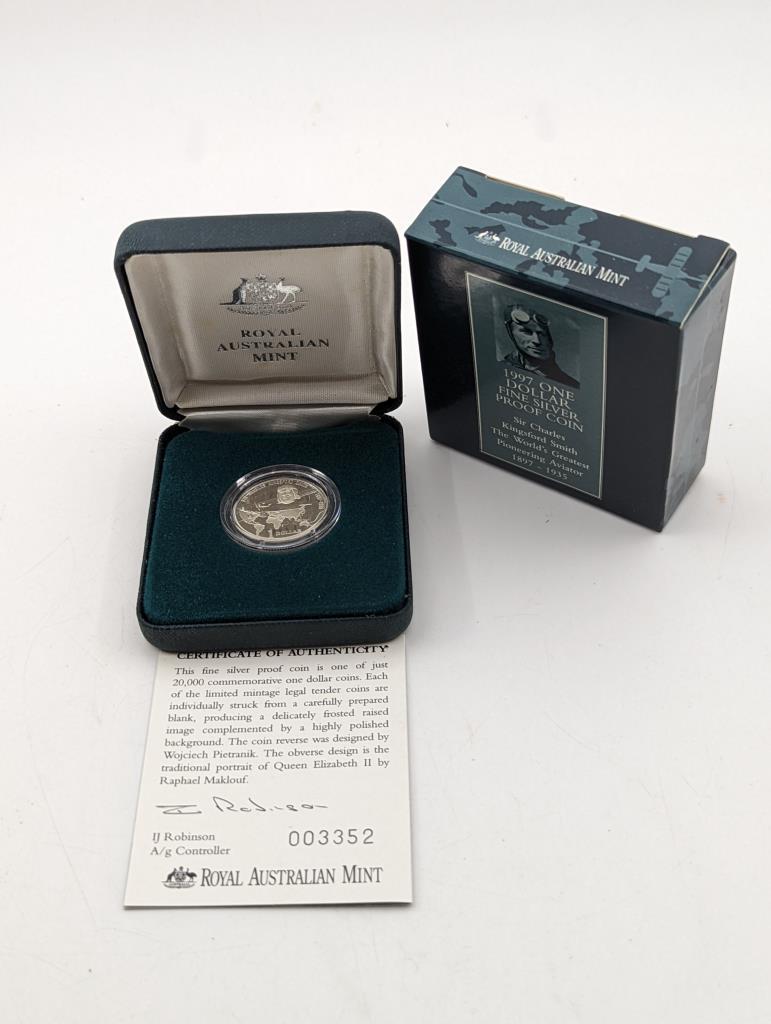 ROYAL
AUSTRALIAN
MINT
1 DOLLAR
ROYAL AUSTRALIAN MINT
1997 ONE
DOLLAR
FINE SILVER
PROOF COIN
Sir Charles
Kingsford Smith
The World's Greatest
Pioneering Aviator
1897 - 1935
CERTIFICATE OF AUTHENTICITY
This fine silver proof coin is one of just
20,000 commemorative one dollar coins. Each
of the limited mintage legal tender coins are
individually struck from a carefully prepared
blank, producing a delicately frosted raised
image complemented by a highly polished
background. The coin reverse was designed by
Wojciech Pietranik. The obverse design is the
traditional portrait of Queen Elizabeth II by
Raphael Maklouf.
Robinson
IJ Robinson
A/g Controller
003352
ROYAL AUSTRALIAN MINT